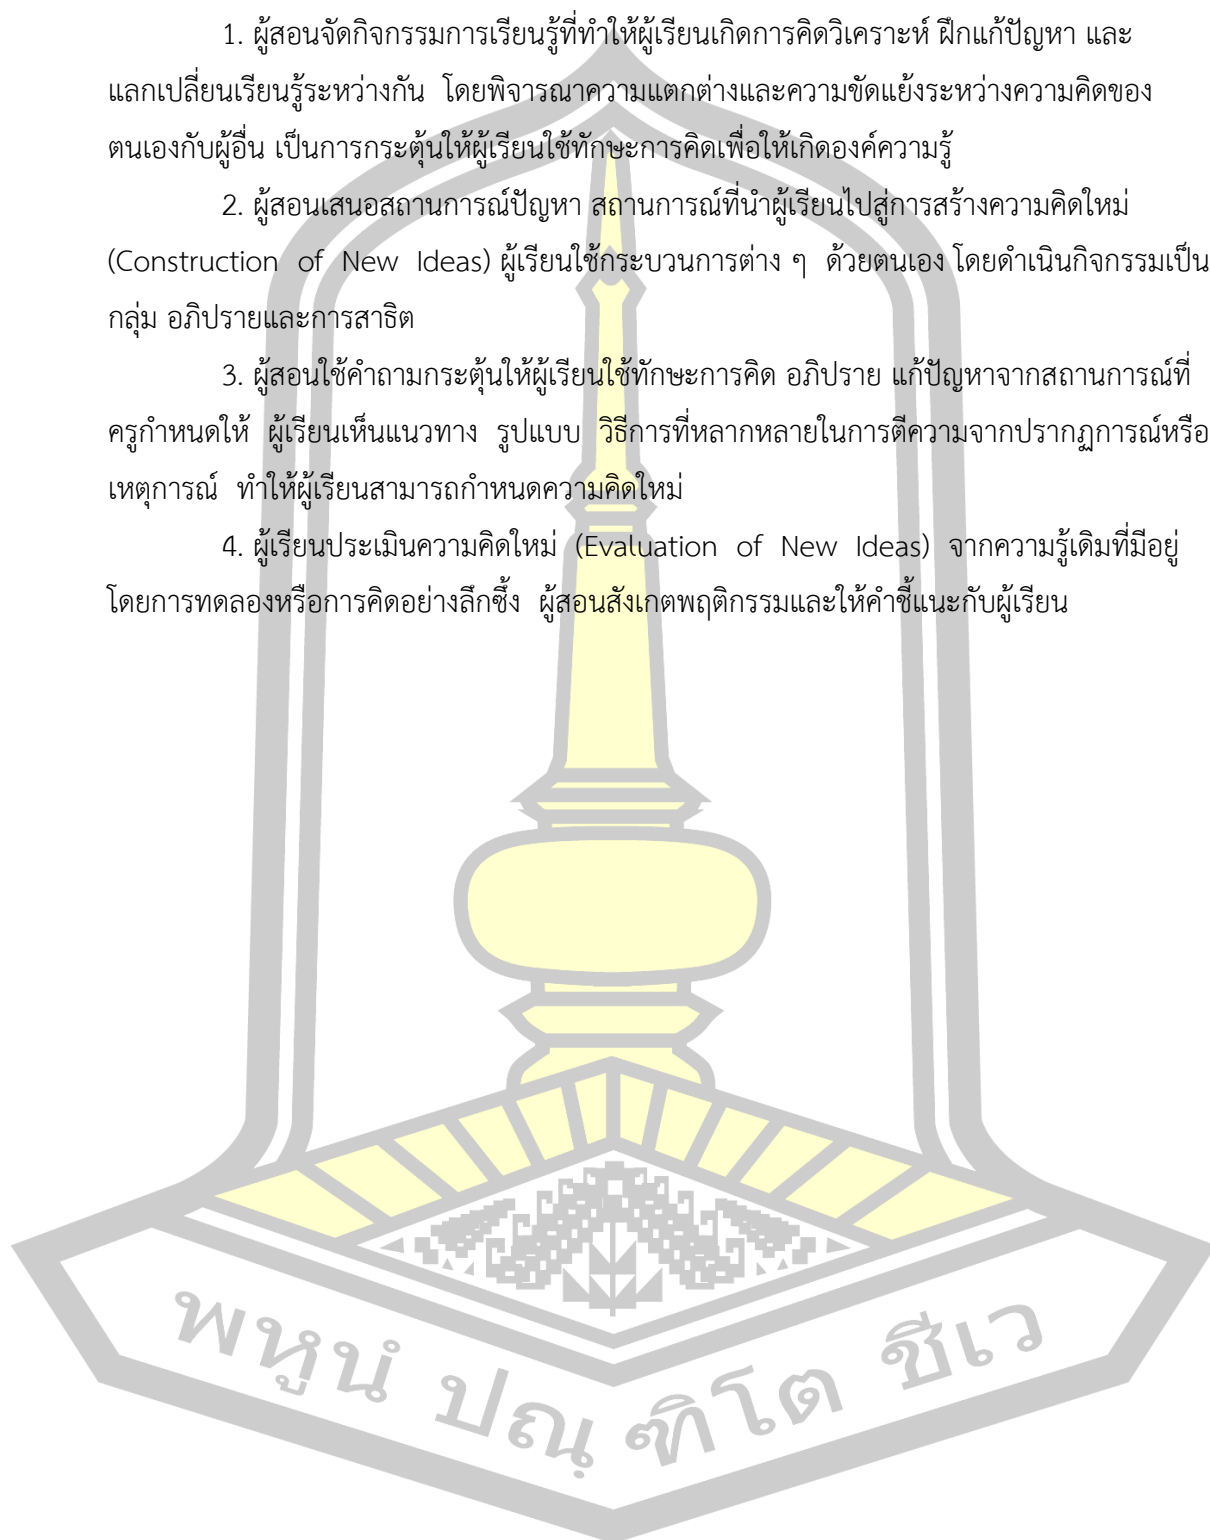 1. ผู้สอนจัดกิจกรรมการเรียนรู้ที่ทำให้ผู้เรียนเกิดการคิดวิเคราะห์ ฝึกแก้ปัญหา และ
แลกเปลี่ยนเรียนรู้ระหว่างกัน โดยพิจารณาความแตกต่างและความขัดแย้งระหว่างความคิดของ
ตนเองกับผู้อื่น เป็นการกระตุ้นให้ผู้เรียนใช้ทักษะการคิดเพื่อให้เกิดองค์ความรู้
2. ผู้สอนเสนอสถานการณ์ปัญหา สถานการณ์ที่นำผู้เรียนไปสู่การสร้างความคิดใหม่
(Construction of New Ideas) ผู้เรียนใช้กระบวนการต่าง ๆ ด้วยตนเอง โดยดำเนินกิจกรรมเป็น
กลุ่ม อภิปรายและการสาธิต
3. ผู้สอนใช้คำถามกระตุ้นให้ผู้เรียนใช้ทักษะการคิด อภิปราย แก้ปัญหาจากสถานการณ์ที่
ครูกำหนดให้ ผู้เรียนเห็นแนวทาง รูปแบบ วิธีการที่หลากหลายในการตีความจากปรากฏการณ์หรือ
เหตุการณ์ ทำให้ผู้เรียนสามารถกำหนดความคิดใหม่
4. ผู้เรียนประเมินความคิดใหม่ (Evaluation of New Ideas) จากความรู้เดิมที่มีอยู่
โดยการทดลองหรือการคิดอย่างลึกซึ้ง ผู้สอนสังเกตพฤติกรรมและให้คำชี้แนะกับผู้เรียน
พหูนํ ปณฺฑิโต ชีเว